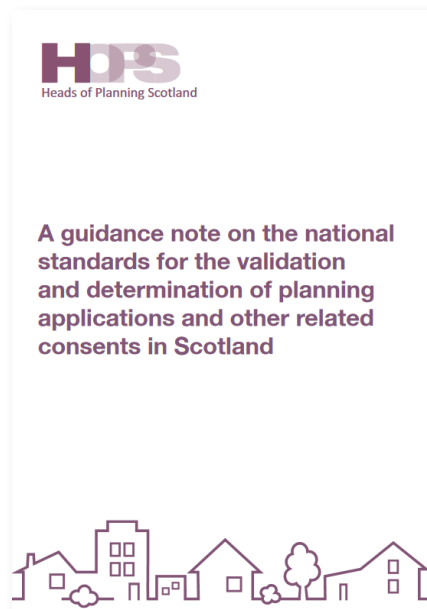 HOPS
Heads of Planning Scotland
A guidance note on the national
standards for the validation
and determination of planning
applications and other related
consents in Scotland